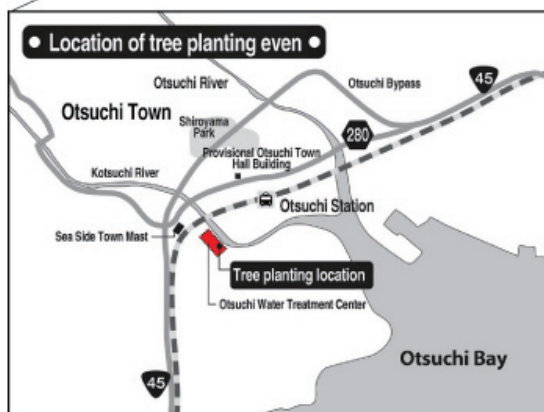 • Location of tree planting even •
45
Otsuchi River
Otsuchi Bypass
Otsuchi Town
Shiroyama
Park
280
Provisional Otsuchi Town
Hall Building
Kotsuchi River
Otsuchi Station
Sea Side Town Mast
Tree planting location
Otsuchi Water Treatment Center
Otsuchi Bay
45